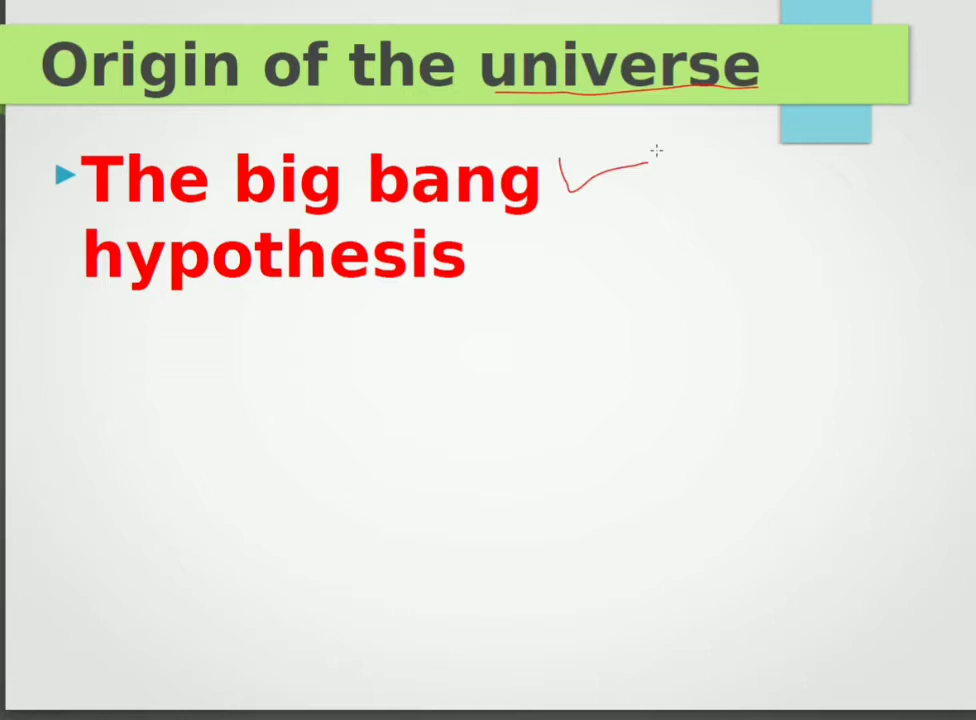 Origin of the universe
The big bang
hypothesis